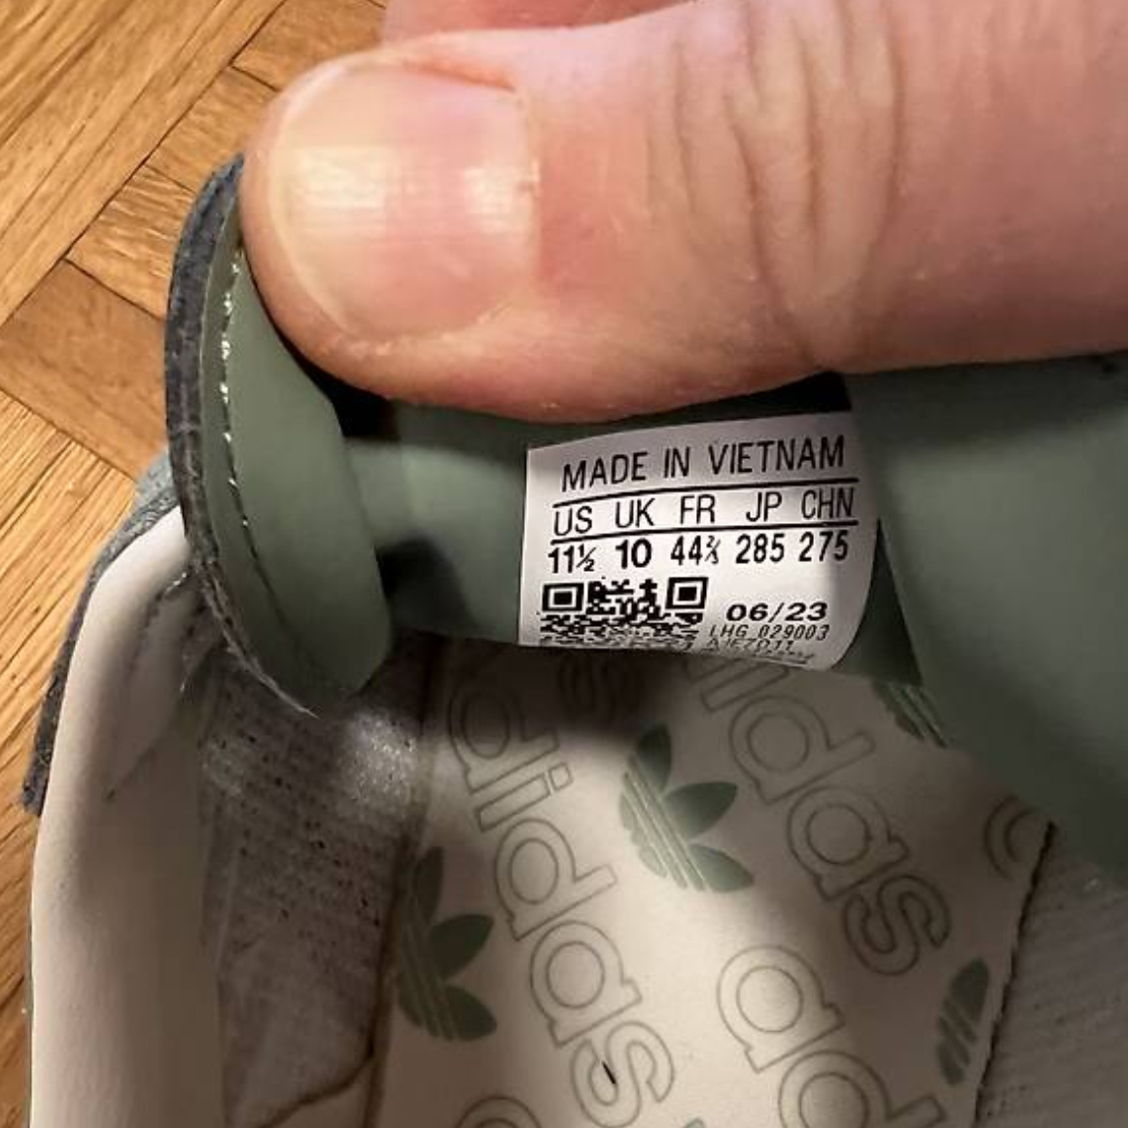 MADE IN VIETNAM
US UK FR JP CHN
11½ 10 44⅔ 285 275
06/23
LHG 029003
adidas
adidas
ad